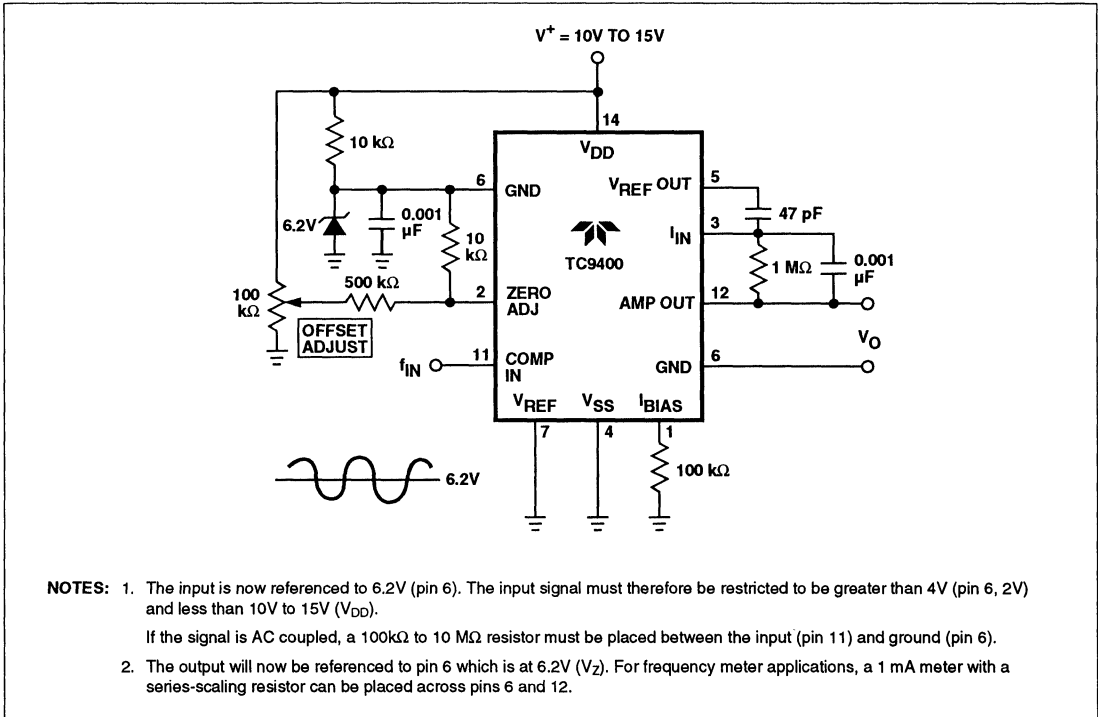 V+ = 10V TO 15V
14
10 kΩ
VDD
6
GND
VREF OUT
5
47 pF
6.2V
0.001
µF
10
kΩ
3
IIN
TC9400
1 MΩ
0.001
µF
500 kΩ
100
kΩ
2
ZERO
ADJ
AMP OUT
12
OFFSET
ADJUST
VO
fIN
11
COMP
IN
GND
6
VREF
VSS
IBIAS
7
4
1
100 kΩ
6.2V
NOTES: 1. The input is now referenced to 6.2V (pin 6). The input signal must therefore be restricted to be greater than 4V (pin 6, 2V)
and less than 10V to 15V (VDD).
If the signal is AC coupled, a 100kΩ to 10 MΩ resistor must be placed between the input (pin 11) and ground (pin 6).
2. The output will now be referenced to pin 6 which is at 6.2V (VZ). For frequency meter applications, a 1 mA meter with a
series-scaling resistor can be placed across pins 6 and 12.